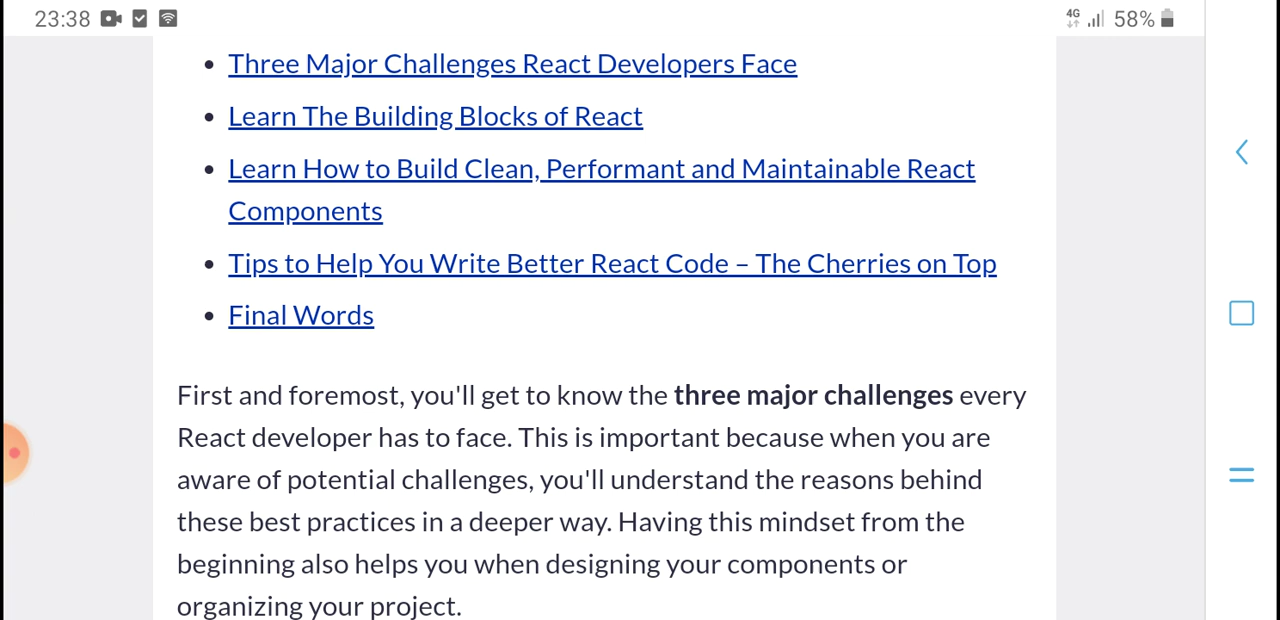 23:38
4G
58%
Three Major Challenges React Developers Face
Learn The Building Blocks of React
Learn How to Build Clean, Performant and Maintainable React
Components
Tips to Help You Write Better React Code – The Cherries on Top
Final Words
First and foremost, you'll get to know the three major challenges every
React developer has to face. This is important because when you are
aware of potential challenges, you'll understand the reasons behind
these best practices in a deeper way. Having this mindset from the
beginning also helps you when designing your components or
organizing your project.